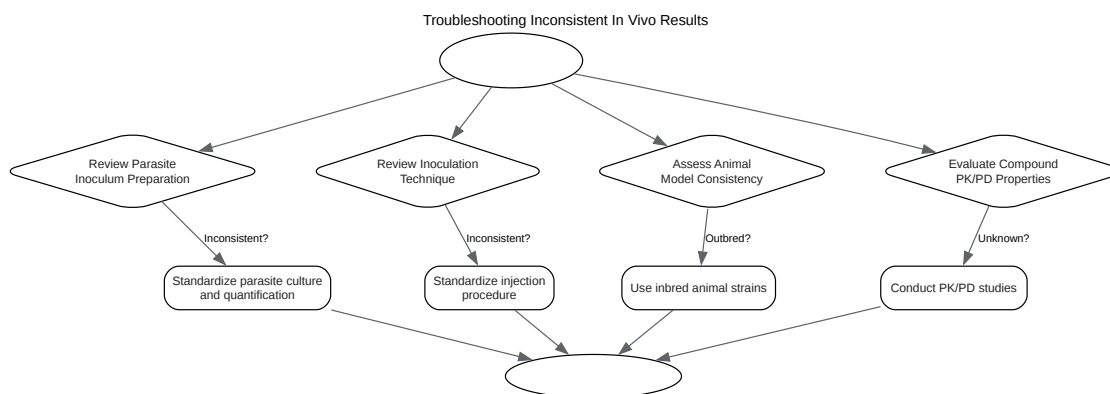 Troubleshooting Inconsistent In Vivo Results
Review Parasite
Inoculum Preparation
Review Inoculation
Technique
Assess Animal
Model Consistency
Evaluate Compound
PK/PD Properties
Inconsistent?
Inconsistent?
Outbred?
Unknown?
Standardize parasite culture
and quantification
Standardize injection
procedure
Use inbred animal strains
Conduct PK/PD studies